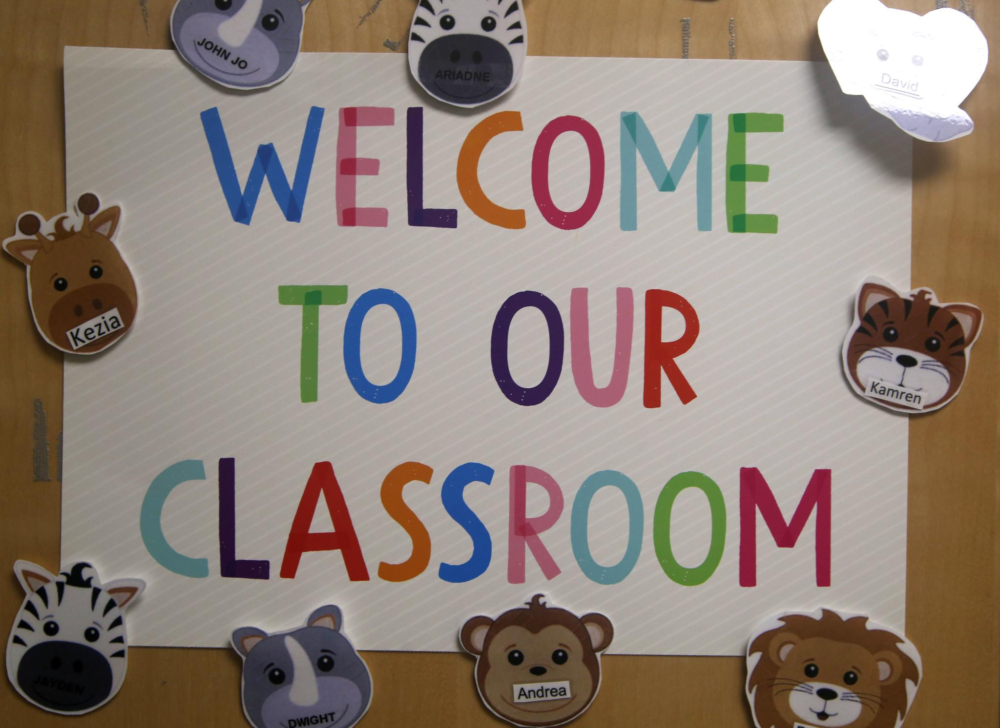 JOHN JO
ARIADNE
David
WELCOME
Kezia
TO OUR
Kamren
CLASSROOM
JAYDEN
DWIGHT
Andrea